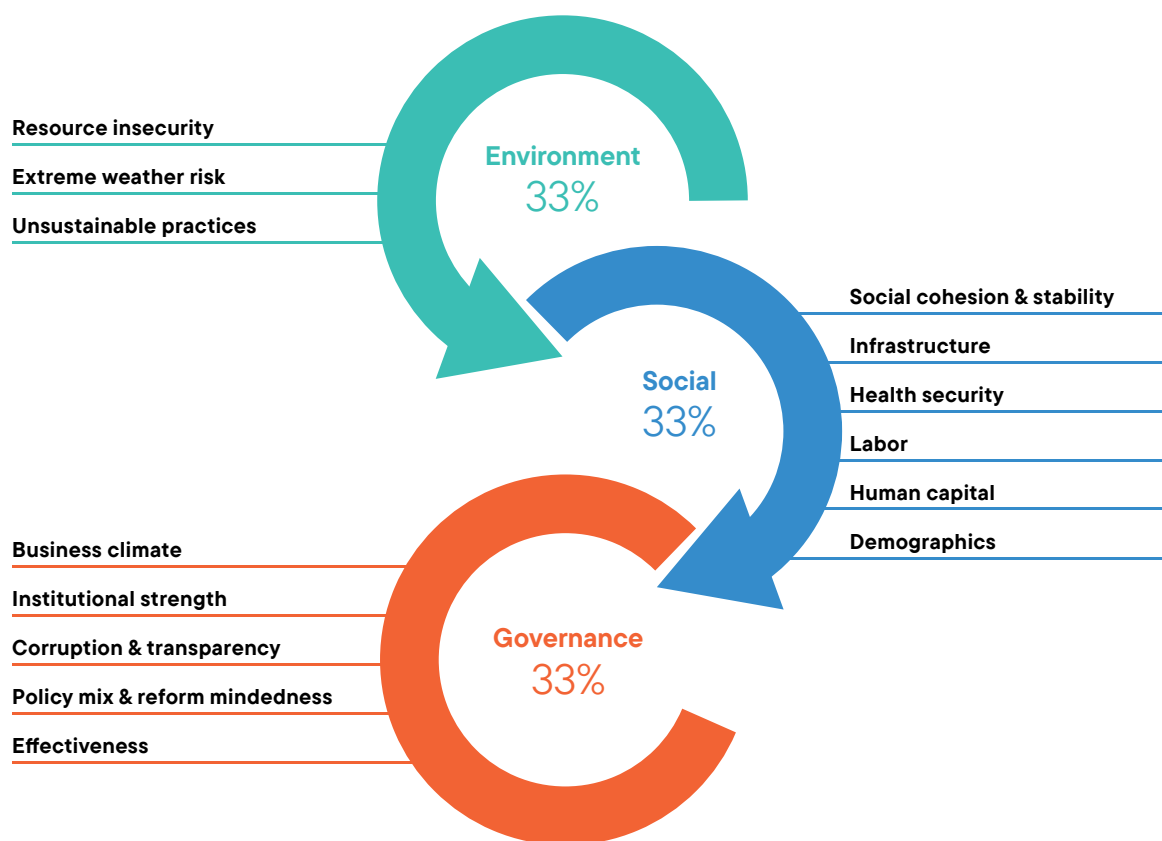 Resource insecurity
Extreme weather risk
Unsustainable practices
Environment
33%
Social cohesion & stability
Infrastructure
Health security
Labor
Human capital
Demographics
Social
33%
Business climate
Institutional strength
Corruption & transparency
Policy mix & reform mindedness
Effectiveness
Governance
33%